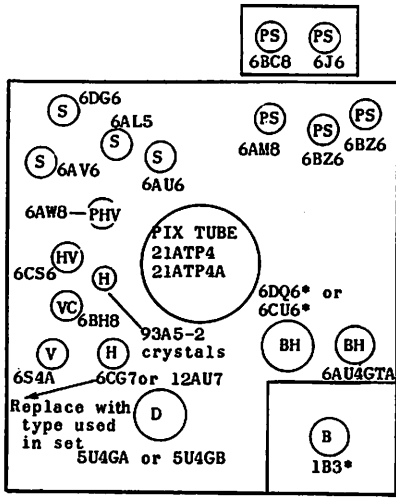 PS PS
6BC8 6J6
S 6DG6
6AL5
S
S 6AV6
S
6AU6
PS
6AM8
PS
6BZ6
PS
6BZ6
6AW8 PHV
PIX TUBE
21ATP4
21ATP4A
HV
6CS6
H
93A5-2
crystals
VC
6BH8
6DQ6* or
6CU6*
BH
BH
6AU4GTA
V
6S4A
H
6CG7 or 12AU7
Replace with
type used
in set
D
5U4GA or 5U4GB
B
1B3*